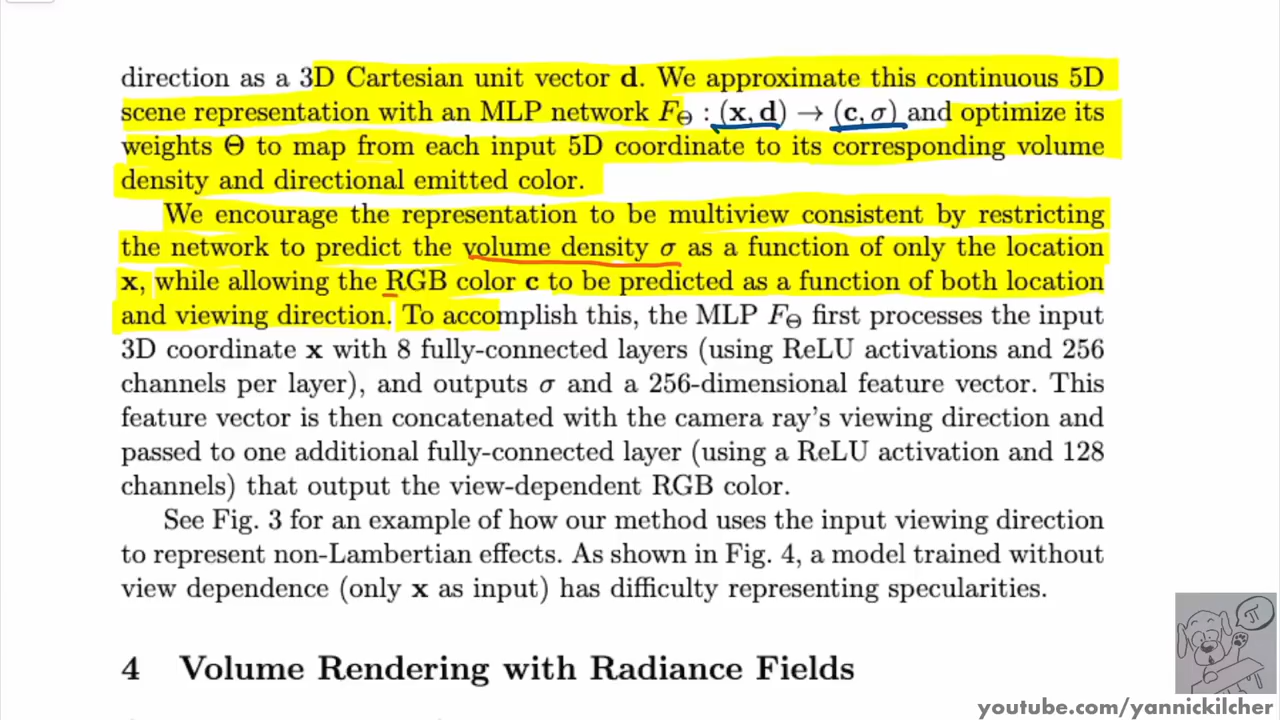 direction as a 3D Cartesian unit vector d. We approximate this continuous 5D
scene representation with an MLP network FΘ : (x, d) → (c, σ) and optimize its
weights Θ to map from each input 5D coordinate to its corresponding volume
density and directional emitted color.
We encourage the representation to be multiview consistent by restricting
the network to predict the volume density σ as a function of only the location
x, while allowing the RGB color c to be predicted as a function of both location
and viewing direction. To accomplish this, the MLP FΘ first processes the input
3D coordinate x with 8 fully-connected layers (using ReLU activations and 256
channels per layer), and outputs σ and a 256-dimensional feature vector. This
feature vector is then concatenated with the camera ray's viewing direction and
passed to one additional fully-connected layer (using a ReLU activation and 128
channels) that output the view-dependent RGB color.
See Fig. 3 for an example of how our method uses the input viewing direction
to represent non-Lambertian effects. As shown in Fig. 4, a model trained without
view dependence (only x as input) has difficulty representing specularities.
4 Volume Rendering with Radiance Fields
π
youtube.com/yannickilcher